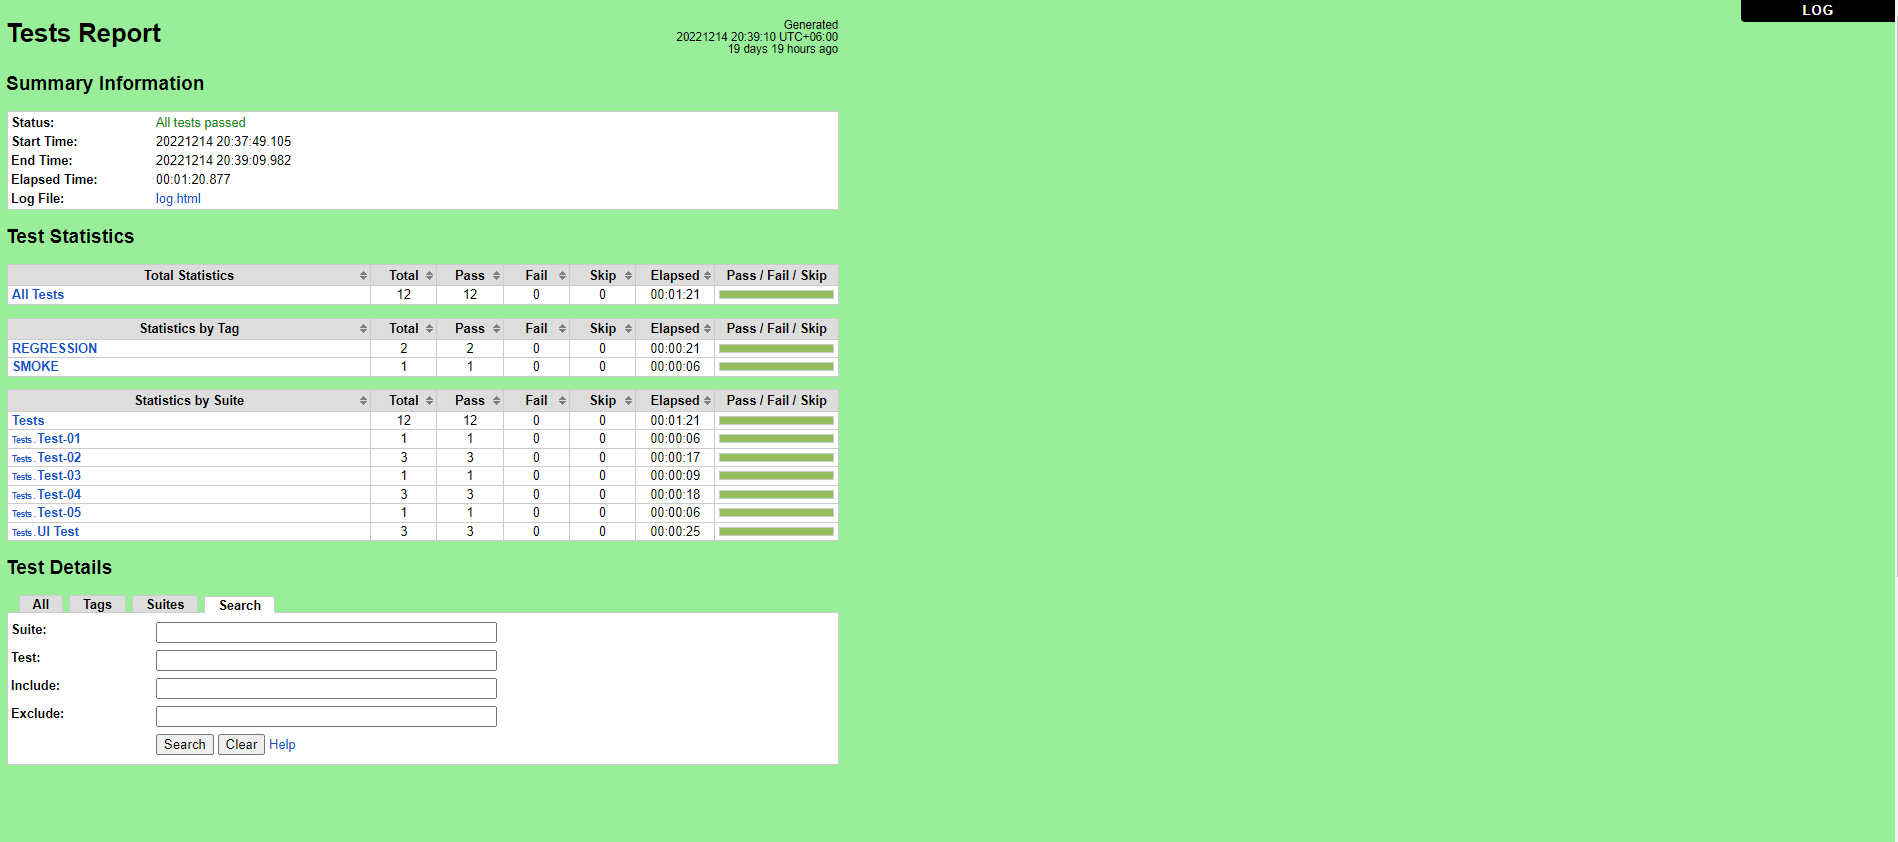 LOG
Tests Report
Generated
20221214 20:39:10 UTC+06:00
19 days 19 hours ago
Summary Information
Status: All tests passed
Start Time: 20221214 20:37:49.105
End Time: 20221214 20:39:09.982
Elapsed Time: 00:01:20.877
Log File: log.html
Test Statistics
Total Statistics Total Pass Fail Skip Elapsed Pass / Fail / Skip
All Tests 12 12 0 0 00:01:21
Statistics by Tag Total Pass Fail Skip Elapsed Pass / Fail / Skip
REGRESSION 2 2 0 0 00:00:21
SMOKE 1 1 0 0 00:00:06
Statistics by Suite Total Pass Fail Skip Elapsed Pass / Fail / Skip
Tests 12 12 0 0 00:01:21
Tests . Test-01 1 1 0 0 00:00:06
Tests . Test-02 3 3 0 0 00:00:17
Tests . Test-03 1 1 0 0 00:00:09
Tests . Test-04 3 3 0 0 00:00:18
Tests . Test-05 1 1 0 0 00:00:06
Tests . UI Test 3 3 0 0 00:00:25
Test Details
All Tags Suites Search
Suite:
Test:
Include:
Exclude:
Search Clear Help